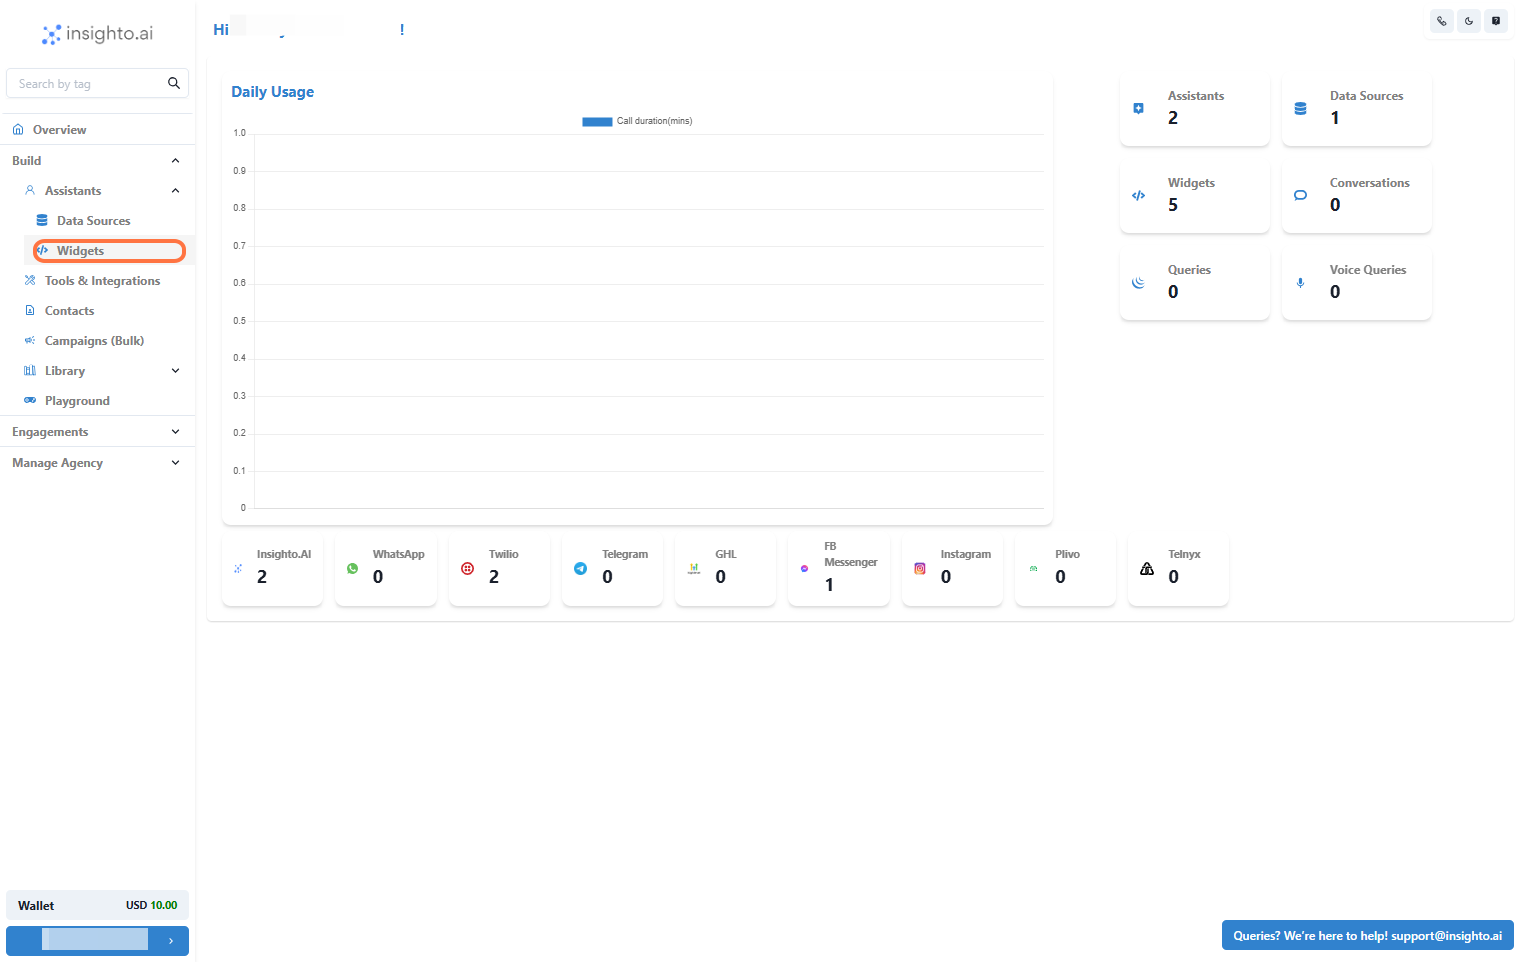 insighto.ai
Search by tag
Overview
Build
Assistants
Data Sources
Widgets
Tools & Integrations
Contacts
Campaigns (Bulk)
Library
Playground
Engagements
Manage Agency
Wallet USD 10.00
Hi !
Daily Usage
Call duration(mins)
1.0
0.9
0.8
0.7
0.6
0.5
0.4
0.3
0.2
0.1
0
Assistants
2
Data Sources
1
Widgets
5
Conversations
0
Queries
0
Voice Queries
0
Insighto.AI
2
WhatsApp
0
Twilio
2
Telegram
0
GHL
0
FB
Messenger
1
Instagram
0
Plivo
0
Telnyx
0
Queries? We're here to help! support@insighto.ai